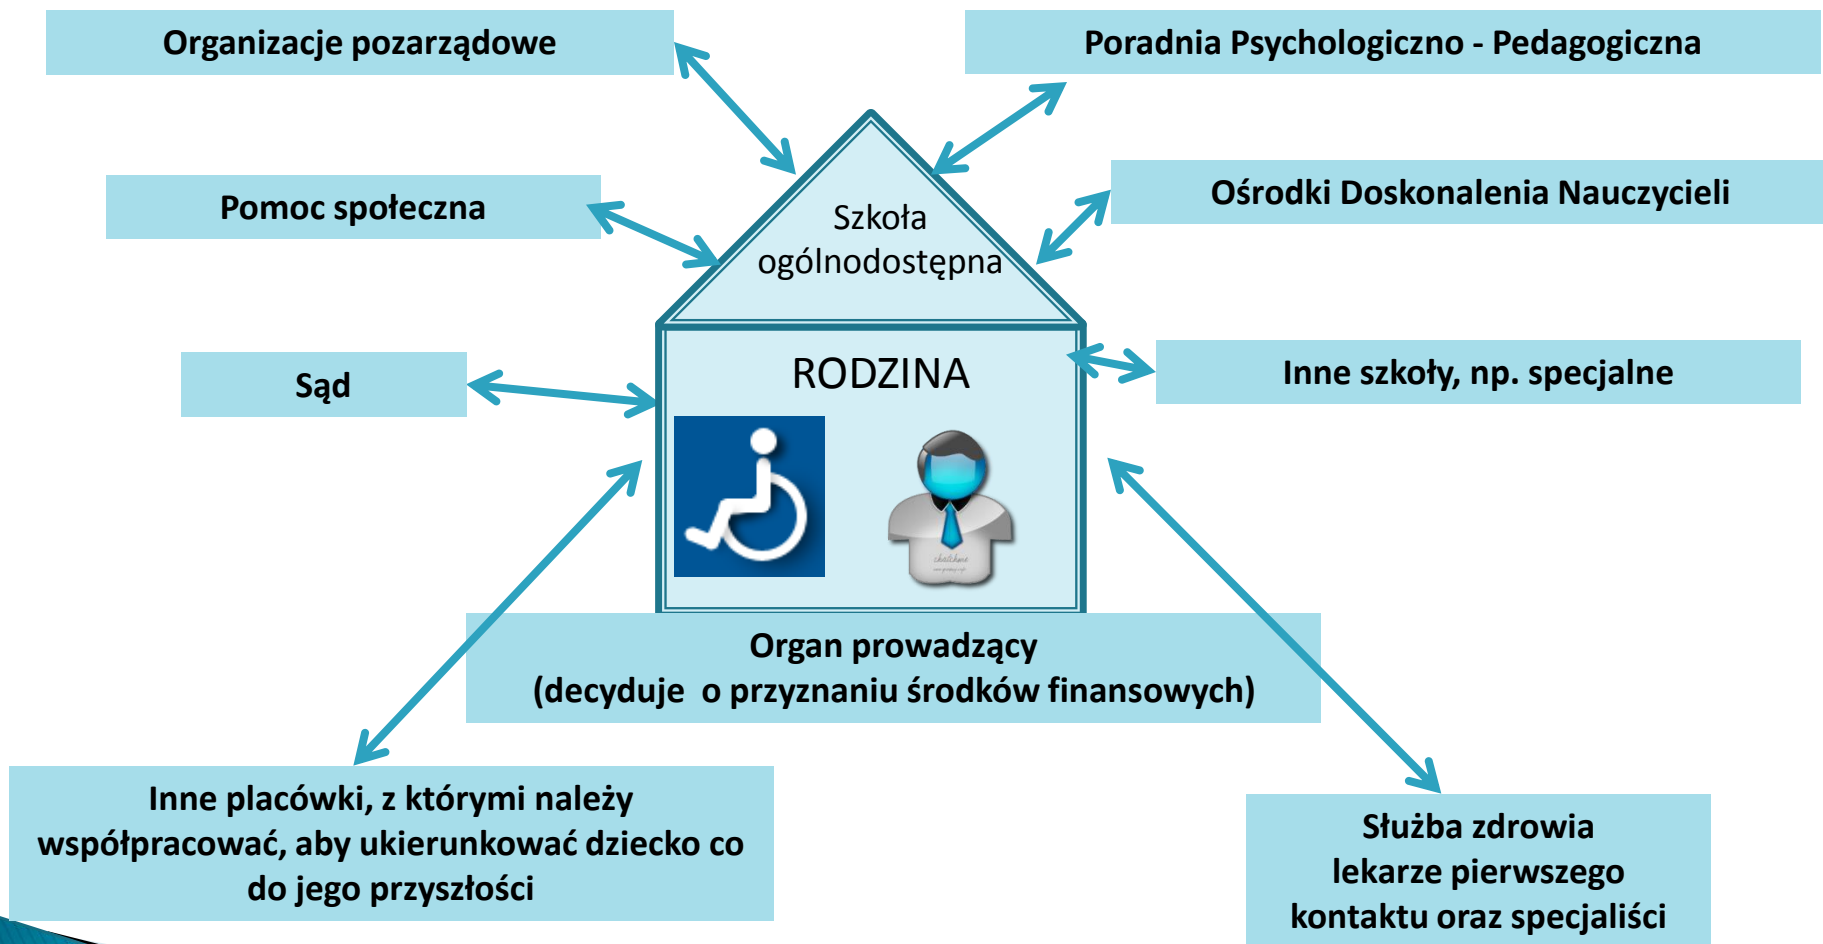 Organizacje pozarządowe
Poradnia Psychologiczno - Pedagogiczna
Pomoc społeczna
Ośrodki Doskonalenia Nauczycieli
Szkoła
ogólnodostępna
Sąd
RODZINA
Inne szkoły, np. specjalne
Organ prowadzący
(decyduje o przyznaniu środków finansowych)
Inne placówki, z którymi należy
współpracować, aby ukierunkować dziecko co
do jego przyszłości
Służba zdrowia
lekarze pierwszego
kontaktu oraz specjaliści